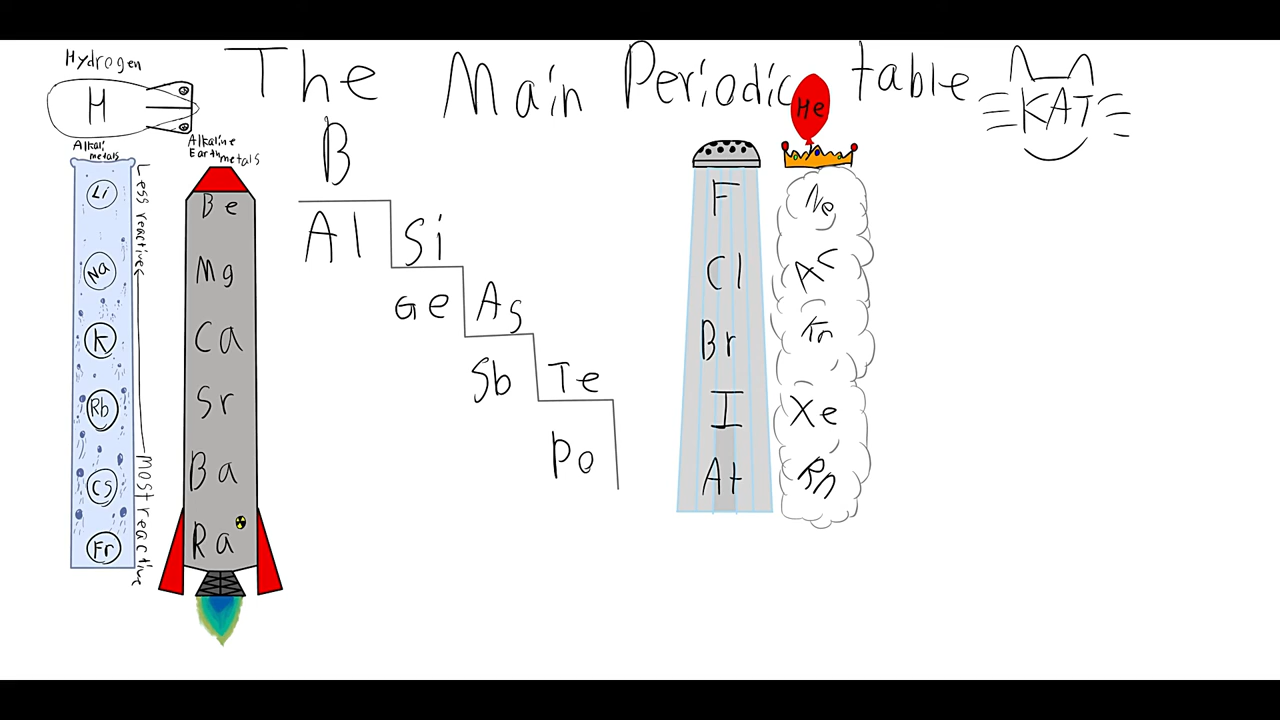 Hydrogen
H
The Main Periodic table
KAT
Alkali metals
Less reactive
most reactive
Li
Na
K
Rb
Cs
Fr
Alkaline
Earth metals
Be
Mg
Ca
Sr
Ba
Ra
B
Al Si
Ge As
Sb Te
Po
F
Cl
Br
I
At
He
Ne
Ar
Kr
Xe
Rn